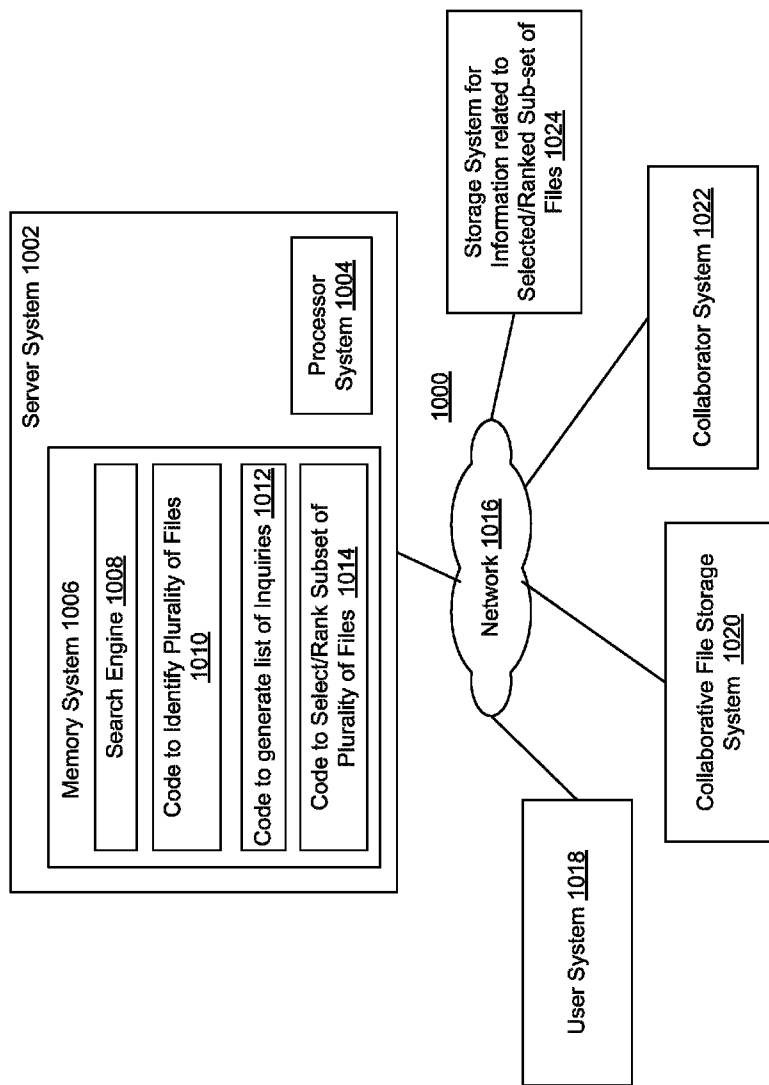 Server System 1002
Memory System 1006
Search Engine 1008
Code to Identify Plurality of Files
1010
Code to generate list of Inquiries 1012
Code to Select/Rank Subset of
Plurality of Files 1014
Processor
System 1004
1000
Network 1016
Storage System for
Information related to
Selected/Ranked Sub-set of
Files 1024
User System 1018
Collaborative File Storage
System 1020
Collaborator System 1022